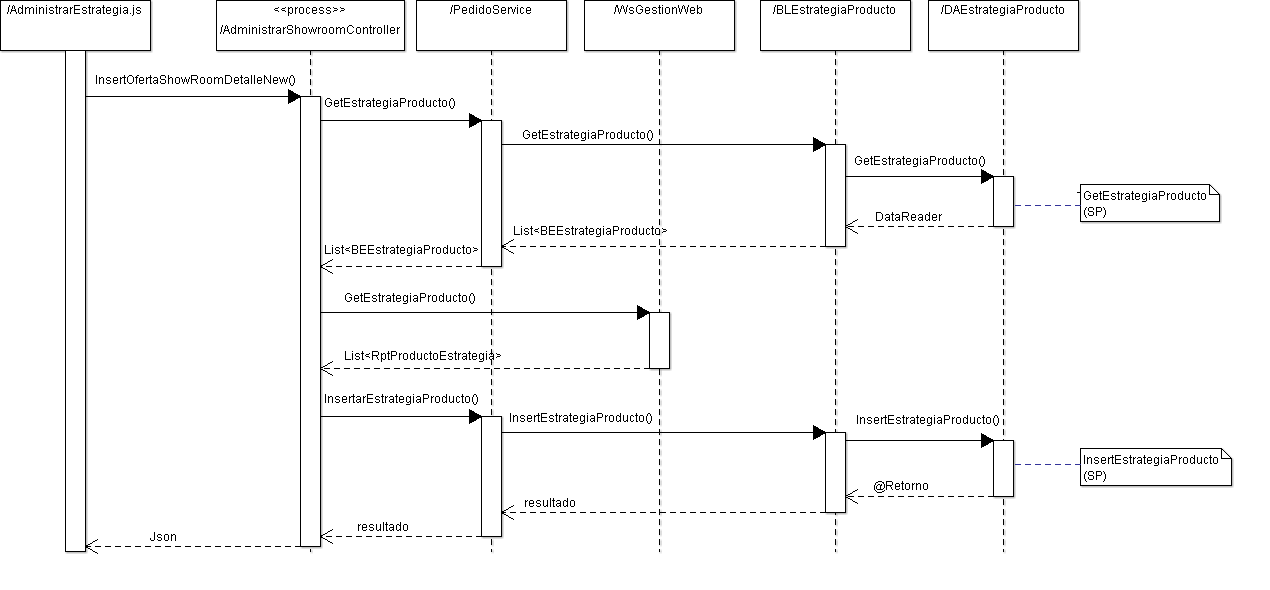 /AdministrarEstrategia.js
<<process>>
/AdministrarShowroomController
/PedidoService
/WsGestionWeb
/BLEstrategiaProducto
/DAEstrategiaProducto
InsertOfertaShowRoomDetalleNew()
GetEstrategiaProducto()
GetEstrategiaProducto()
GetEstrategiaProducto()
GetEstrategiaProducto
(SP)
DataReader
List<BEEstrategiaProducto>
List<BEEstrategiaProducto>
GetEstrategiaProducto()
List<RptProductoEstrategia>
InsertarEstrategiaProducto()
InsertEstrategiaProducto()
InsertEstrategiaProducto()
InsertEstrategiaProducto
(SP)
@Retorno
resultado
resultado
Json